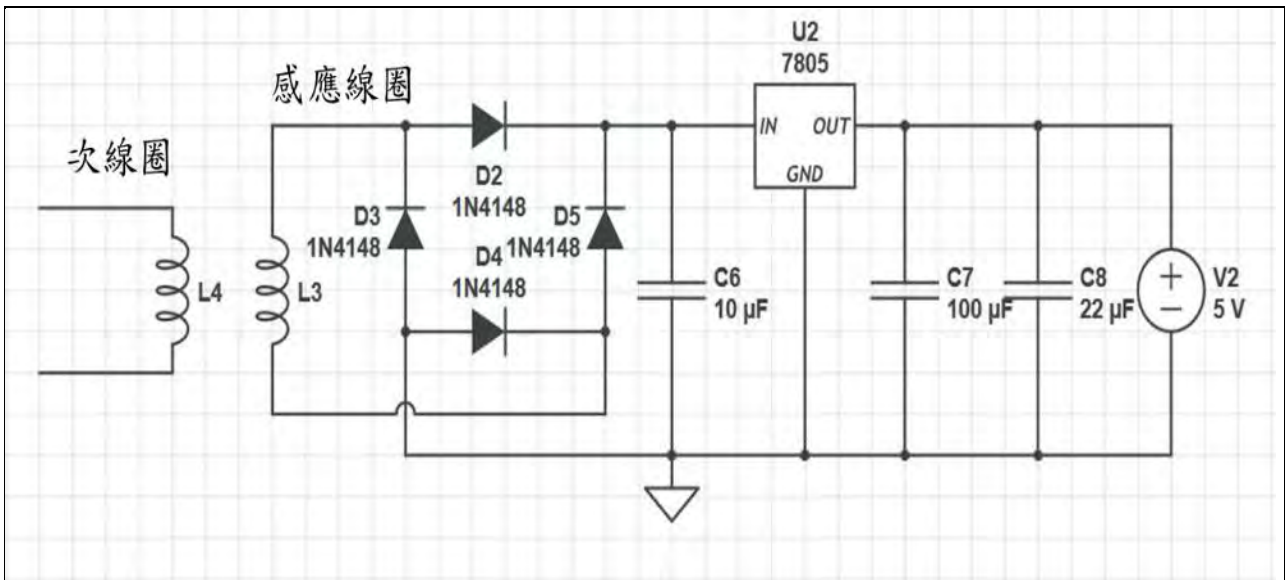 U2
7805
感應線圈
次線圈
IN
OUT
GND
D2
1N4148
D3
1N4148
D5
1N4148
D4
1N4148
L4
L3
C6
10 µF
C7
100 µF
C8
22 µF
V2
5 V